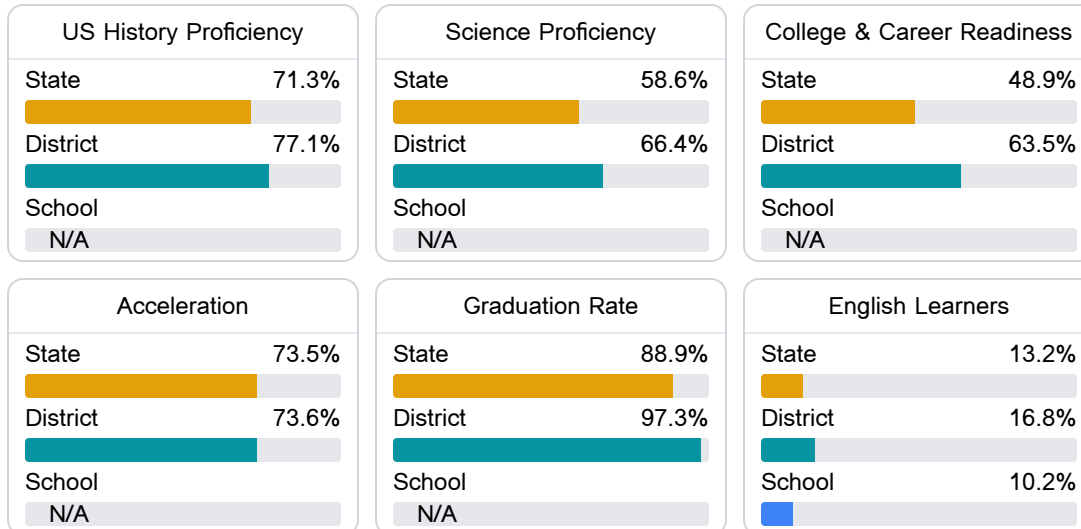 US History Proficiency
State 71.3%
District 77.1%
School
N/A
Science Proficiency
State 58.6%
District 66.4%
School
N/A
College & Career Readiness
State 48.9%
District 63.5%
School
N/A
Acceleration
State 73.5%
District 73.6%
School
N/A
Graduation Rate
State 88.9%
District 97.3%
School
N/A
English Learners
State 13.2%
District 16.8%
School 10.2%